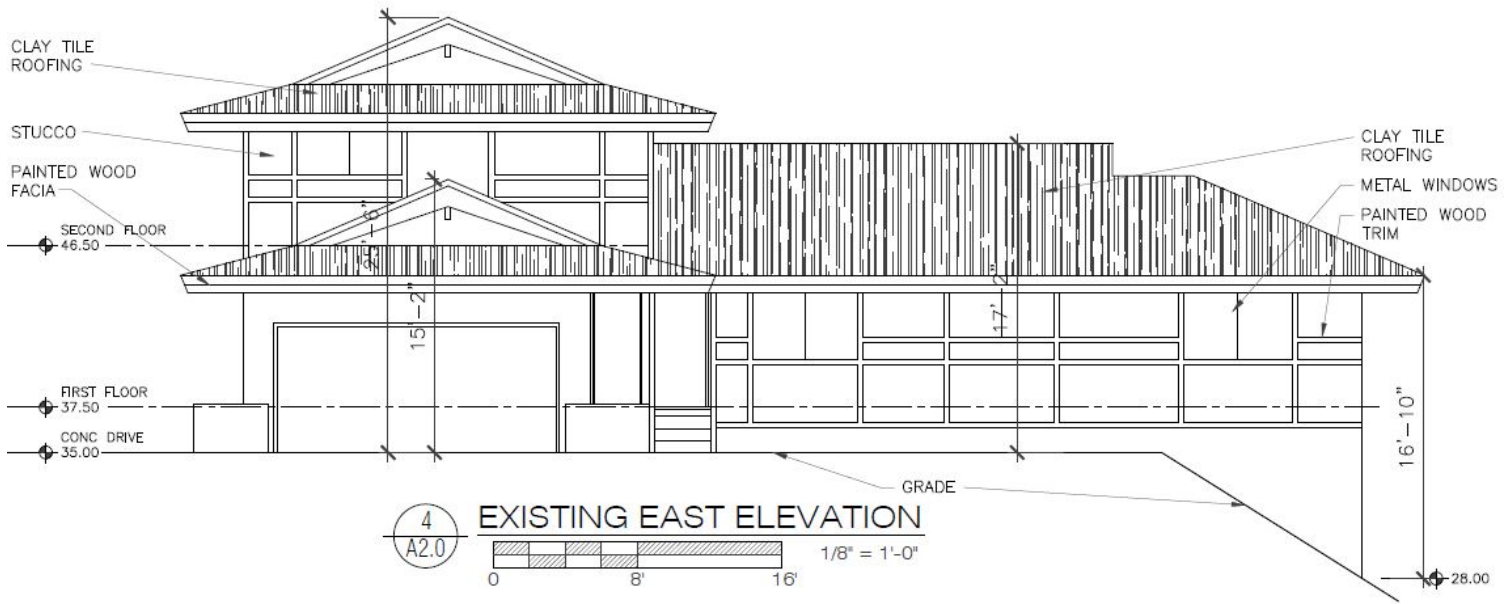 CLAY TILE
ROOFING
STUCCO
PAINTED WOOD
FACIA
SECOND FLOOR
46.50
FIRST FLOOR
37.50
CONC DRIVE
35.00
25'-6"
15'-2"
17'-2"
CLAY TILE
ROOFING
METAL WINDOWS
PAINTED WOOD
TRIM
16'-10"
GRADE
28.00
4
A2.0
EXISTING EAST ELEVATION
1/8" = 1'-0"
0 8' 16'